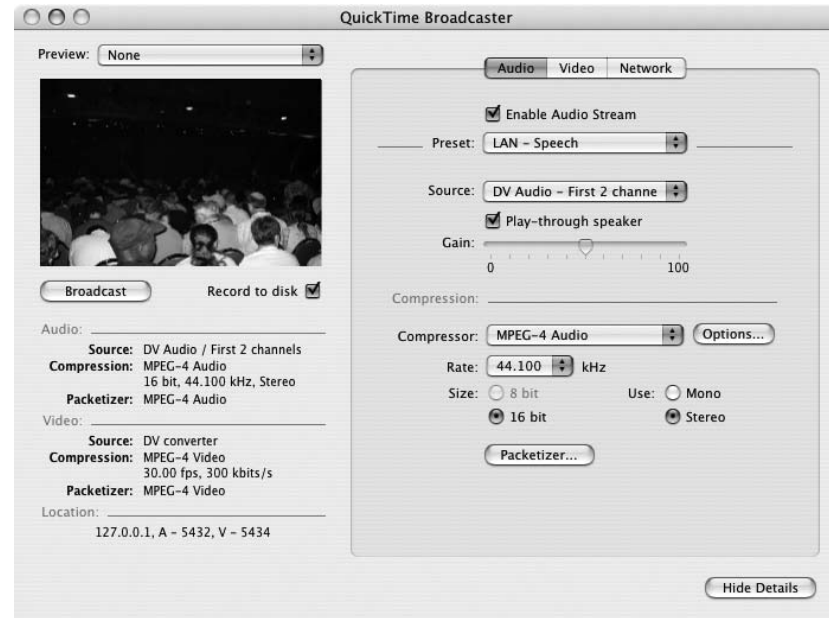 QuickTime Broadcaster
Preview: None
Broadcast
Record to disk
Audio:
Source: DV Audio / First 2 channels
Compression: MPEG-4 Audio
16 bit, 44.100 kHz, Stereo
Packetizer: MPEG-4 Audio
Video:
Source: DV converter
Compression: MPEG-4 Video
30.00 fps, 300 kbits/s
Packetizer: MPEG-4 Video
Location:
127.0.0.1, A - 5432, V - 5434
Audio Video Network
Enable Audio Stream
Preset: LAN - Speech
Source: DV Audio - First 2 channe
Play-through speaker
Gain:
0 100
Compression:
Compressor: MPEG-4 Audio Options...
Rate: 44.100 kHz
Size: 8 bit Use: Mono
16 bit Stereo
Packetizer...
Hide Details